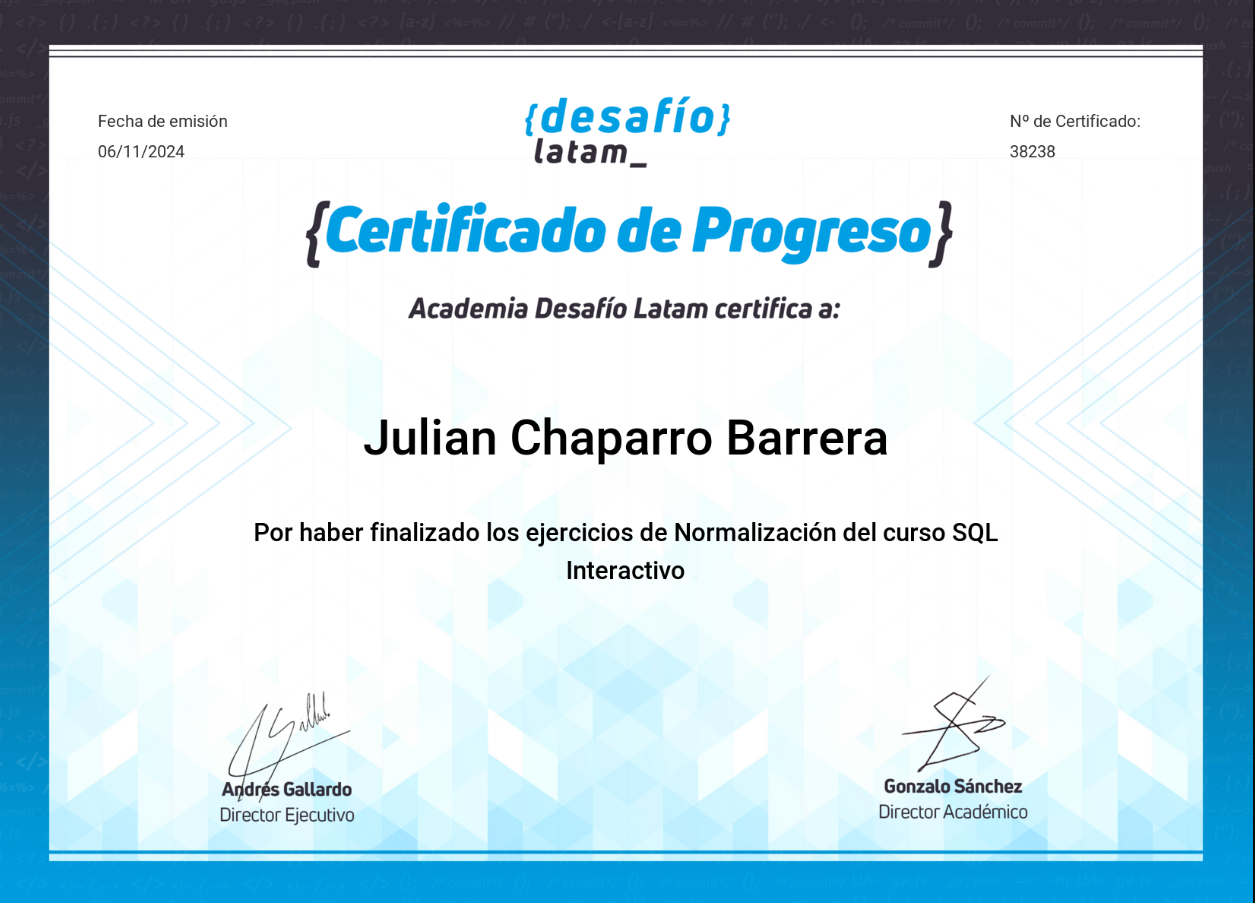 Fecha de emisión
06/11/2024
{desafío}
latam_
Nº de Certificado:
38238
{Certificado de Progreso}
Academia Desafío Latam certifica a:
Julian Chaparro Barrera
Por haber finalizado los ejercicios de Normalización del curso SQL
Interactivo
Andrés Gallardo
Director Ejecutivo
Gonzalo Sánchez
Director Académico